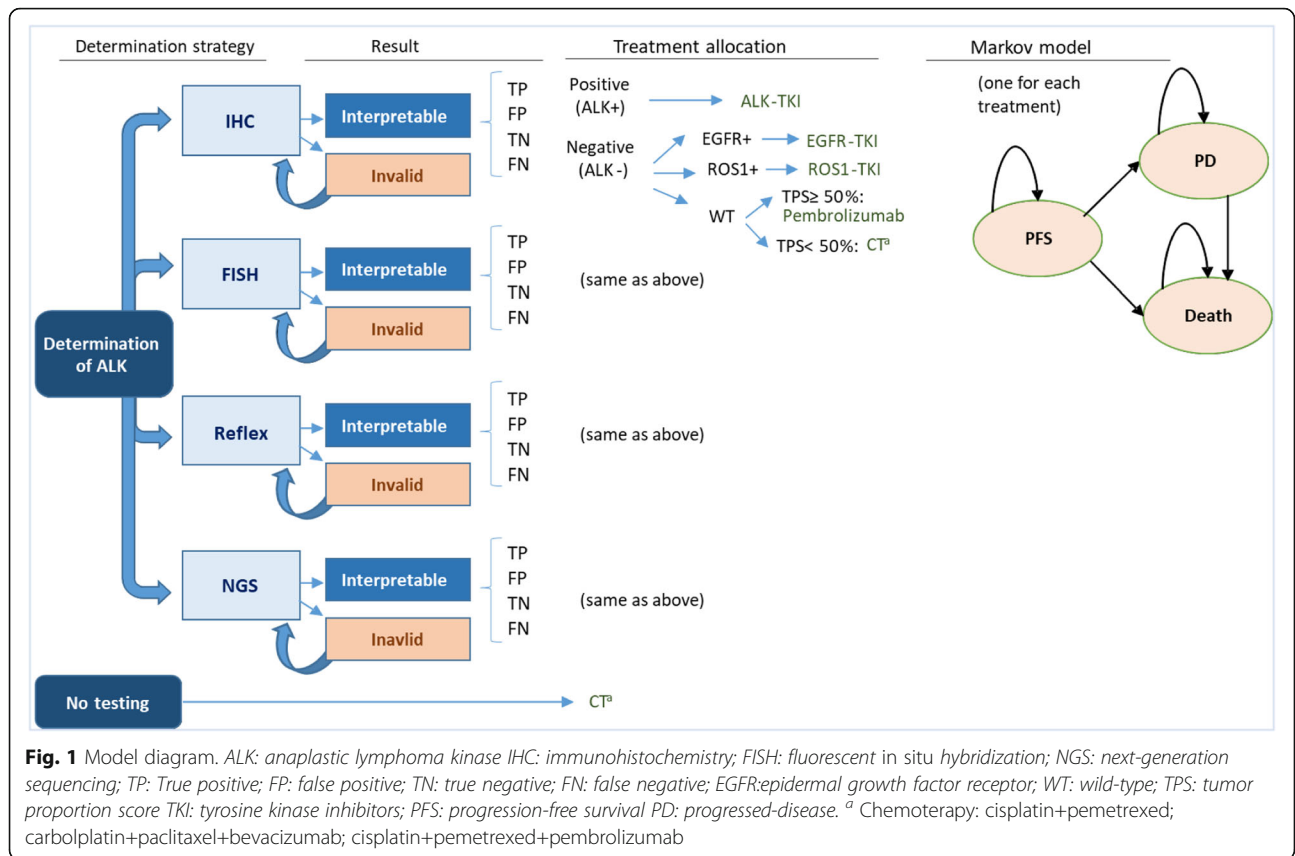 Determination strategy
Result
Treatment allocation
Markov model
IHC
Interpretable
Invalid
TP
FP
TN
FN
Positive
(ALK+)
ALK-TKI
Negative
(ALK -)
EGFR+
EGFR-TKI
ROS1+
ROS1-TKI
WT
TPS≥ 50%:
Pembrolizumab
TPS< 50%: CTᵃ
(one for each
treatment)
PFS
PD
Death
FISH
Interpretable
Invalid
TP
FP
TN
FN
(same as above)
Determination
of ALK
Reflex
Interpretable
Invalid
TP
FP
TN
FN
(same as above)
NGS
Interpretable
Inavlid
TP
FP
TN
FN
(same as above)
No testing
CTᵃ
Fig. 1 Model diagram. ALK: anaplastic lymphoma kinase IHC: immunohistochemistry; FISH: fluorescent in situ hybridization; NGS: next-generation
sequencing; TP: True positive; FP: false positive; TN: true negative; FN: false negative; EGFR:epidermal growth factor receptor; WT: wild-type; TPS: tumor
proportion score TKI: tyrosine kinase inhibitors; PFS: progression-free survival PD: progressed-disease. ᵃ Chemoterapy: cisplatin+pemetrexed;
carbolplatin+paclitaxel+bevacizumab; cisplatin+pemetrexed+pembrolizumab